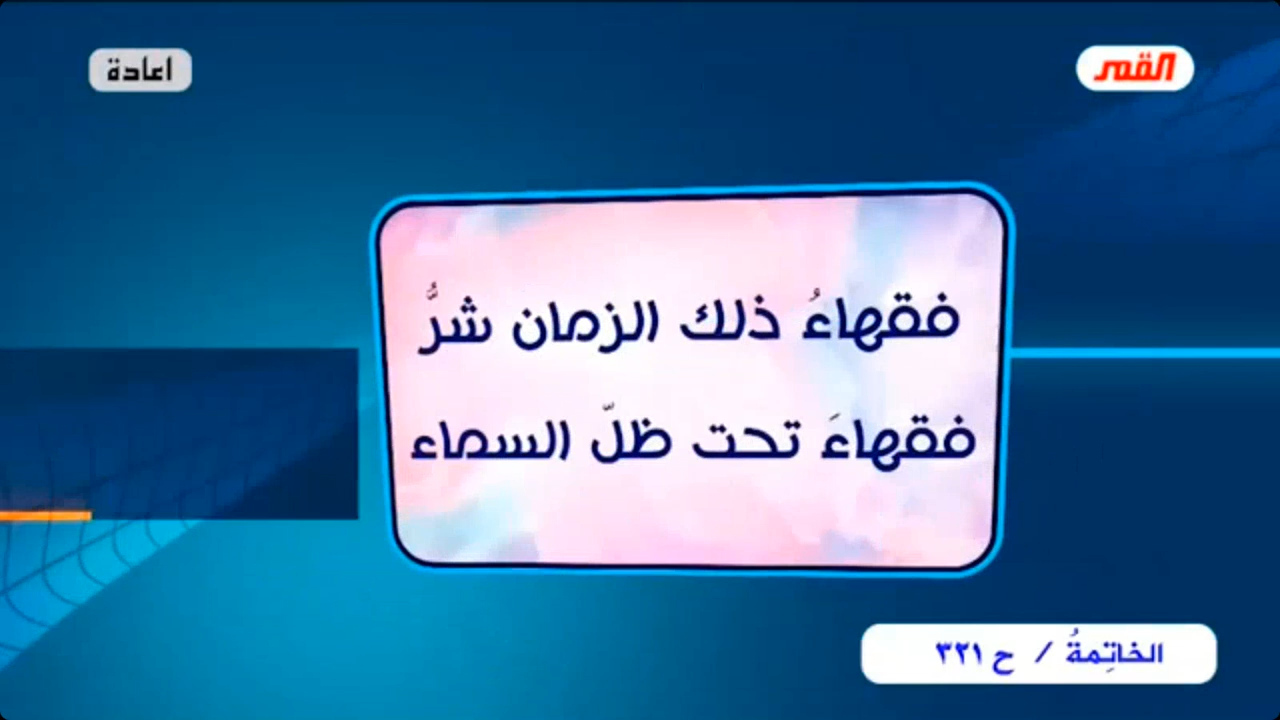 القمر
اعادة
فقهاءُ ذلك الزمان شرُّ
فقهاءَ تحت ظلّ السماء
الخاتِمةُ / ح ٣٢١